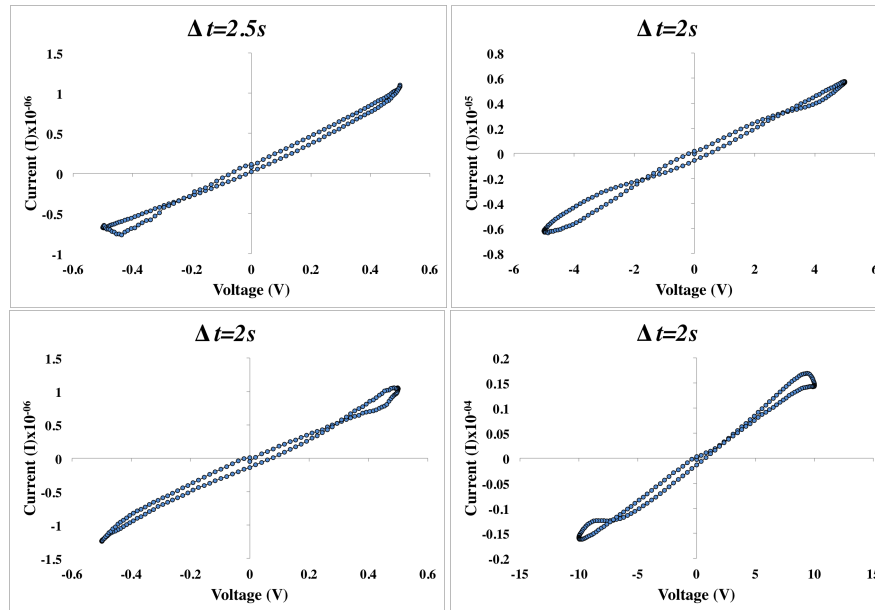 Δ t=2.5s
1.5
1
0.5
0
-0.5
-1
-0.6 -0.4 -0.2 0 0.2 0.4 0.6
Current (I)x10-06
Voltage (V)
Δ t=2s
0.8
0.6
0.4
0.2
0
-0.2
-0.4
-0.6
-0.8
-6 -4 -2 0 2 4 6
Current (I)x10-05
Voltage (V)
Δ t=2s
1.5
1
0.5
0
-0.5
-1
-1.5
-0.6 -0.4 -0.2 0 0.2 0.4 0.6
Current (I)x10-06
Voltage (V)
Δ t=2s
0.2
0.15
0.1
0.05
0
-0.05
-0.1
-0.15
-0.2
-15 -10 -5 0 5 10 15
Current (I)x10-04
Voltage (V)